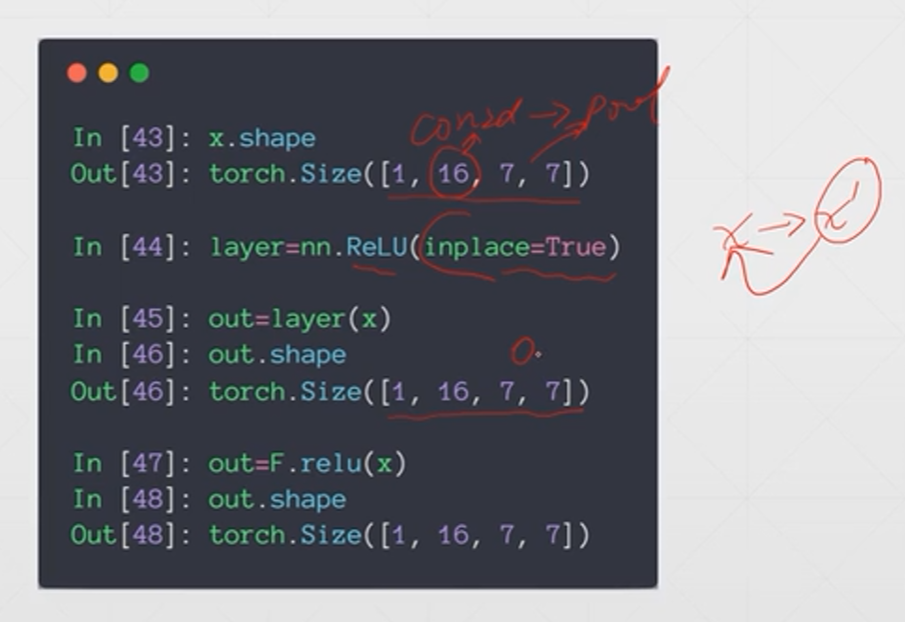 conv2d → pool
In [43]: x.shape
Out[43]: torch.Size([1, 16, 7, 7])
In [44]: layer=nn.ReLU(inplace=True)
x → x'
In [45]: out=layer(x)
In [46]: out.shape
0.
Out[46]: torch.Size([1, 16, 7, 7])
In [47]: out=F.relu(x)
In [48]: out.shape
Out[48]: torch.Size([1, 16, 7, 7])